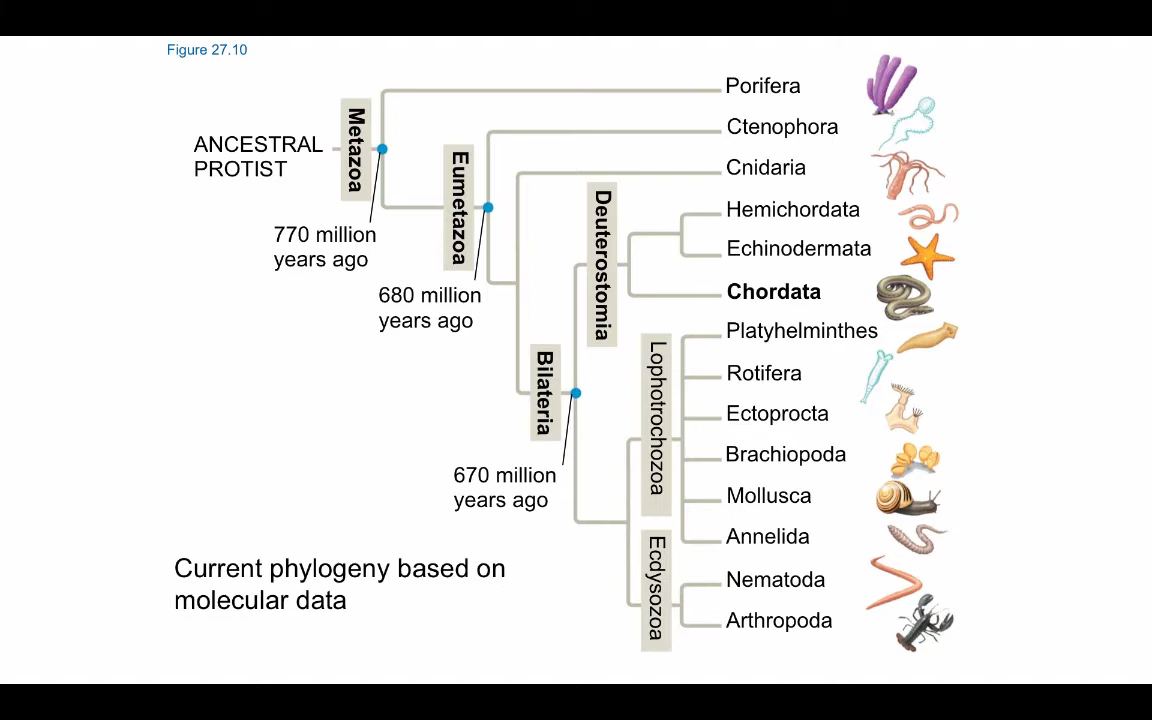 Figure 27.10
ANCESTRAL
PROTIST
Metazoa
770 million
years ago
Eumetazoa
680 million
years ago
Bilateria
670 million
years ago
Deuterostomia
Lophotrochozoa
Ecdysozoa
Porifera
Ctenophora
Cnidaria
Hemichordata
Echinodermata
Chordata
Platyhelminthes
Rotifera
Ectoprocta
Brachiopoda
Mollusca
Annelida
Nematoda
Arthropoda
Current phylogeny based on
molecular data